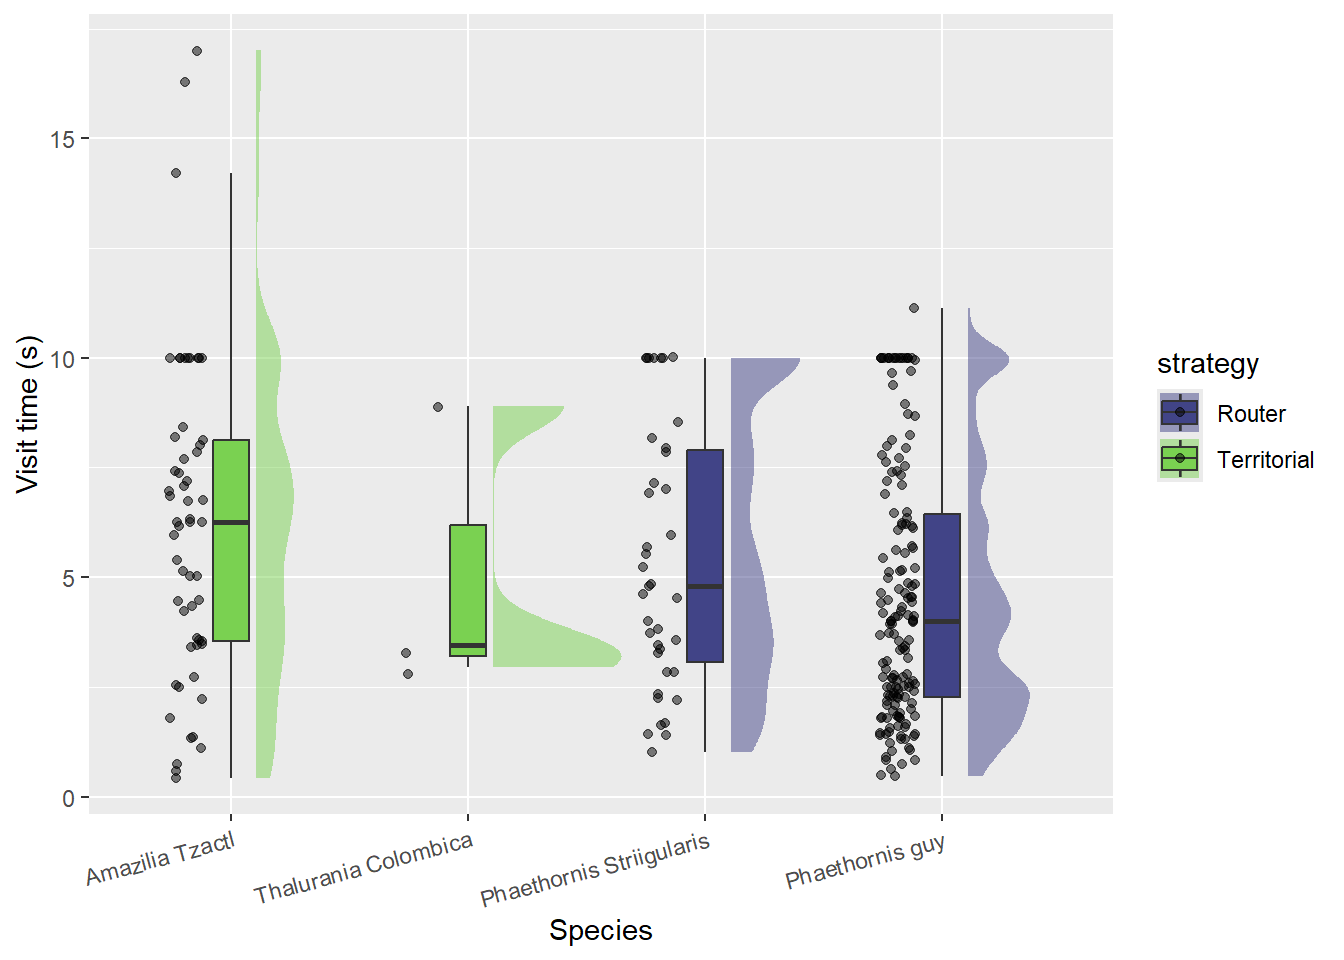 15
10
5
0
Visit time (s)
Amazilia Tzactl
Thalurania Colombica
Phaethornis Striigularis
Phaethornis guy
Species
strategy
Router
Territorial